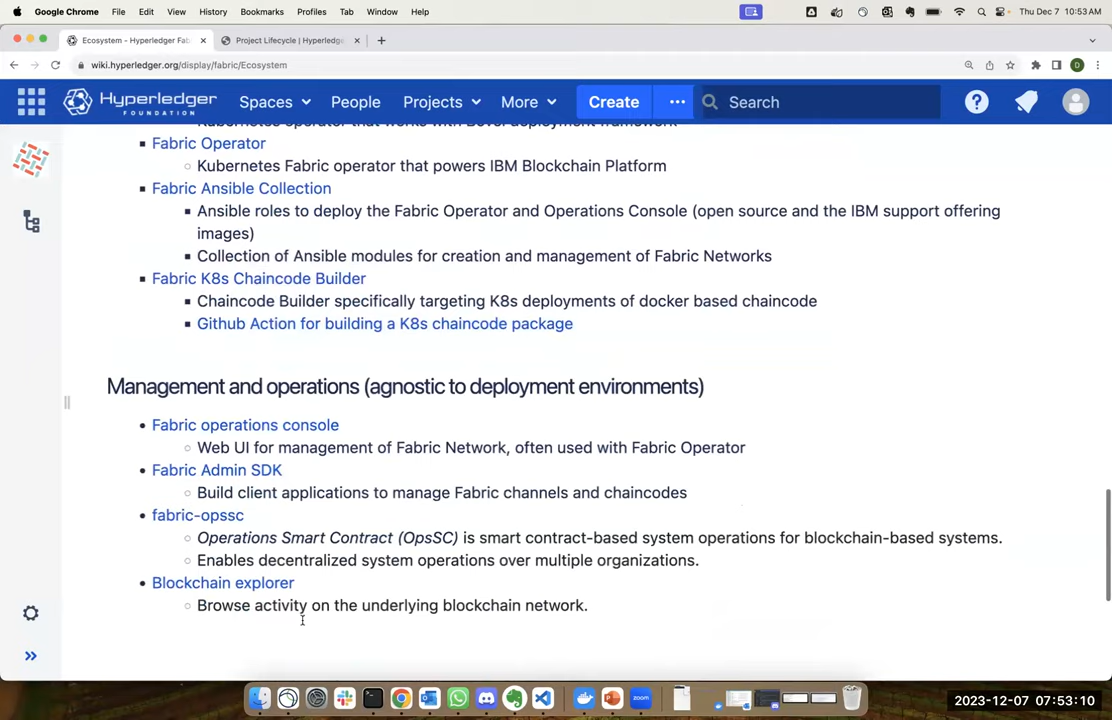 Google Chrome File Edit View History Bookmarks Profiles Tab Window Help Thu Dec 7 10:53 AM
Ecosystem - Hyperledger Fab Project Lifecycle | Hyperledge
wiki.hyperledger.org/display/fabric/Ecosystem
HYPERLEDGER FOUNDATION Spaces People Projects More Create Search
Kubernetes operator that works with Bevel deployment framework
Fabric Operator
Kubernetes Fabric operator that powers IBM Blockchain Platform
Fabric Ansible Collection
Ansible roles to deploy the Fabric Operator and Operations Console (open source and the IBM support offering
images)
Collection of Ansible modules for creation and management of Fabric Networks
Fabric K8s Chaincode Builder
Chaincode Builder specifically targeting K8s deployments of docker based chaincode
Github Action for building a K8s chaincode package
Management and operations (agnostic to deployment environments)
Fabric operations console
Web UI for management of Fabric Network, often used with Fabric Operator
Fabric Admin SDK
Build client applications to manage Fabric channels and chaincodes
fabric-opssc
Operations Smart Contract (OpsSC) is smart contract-based system operations for blockchain-based systems.
Enables decentralized system operations over multiple organizations.
Blockchain explorer
Browse activity on the underlying blockchain network.
zoom
2023-12-07 07:53:10